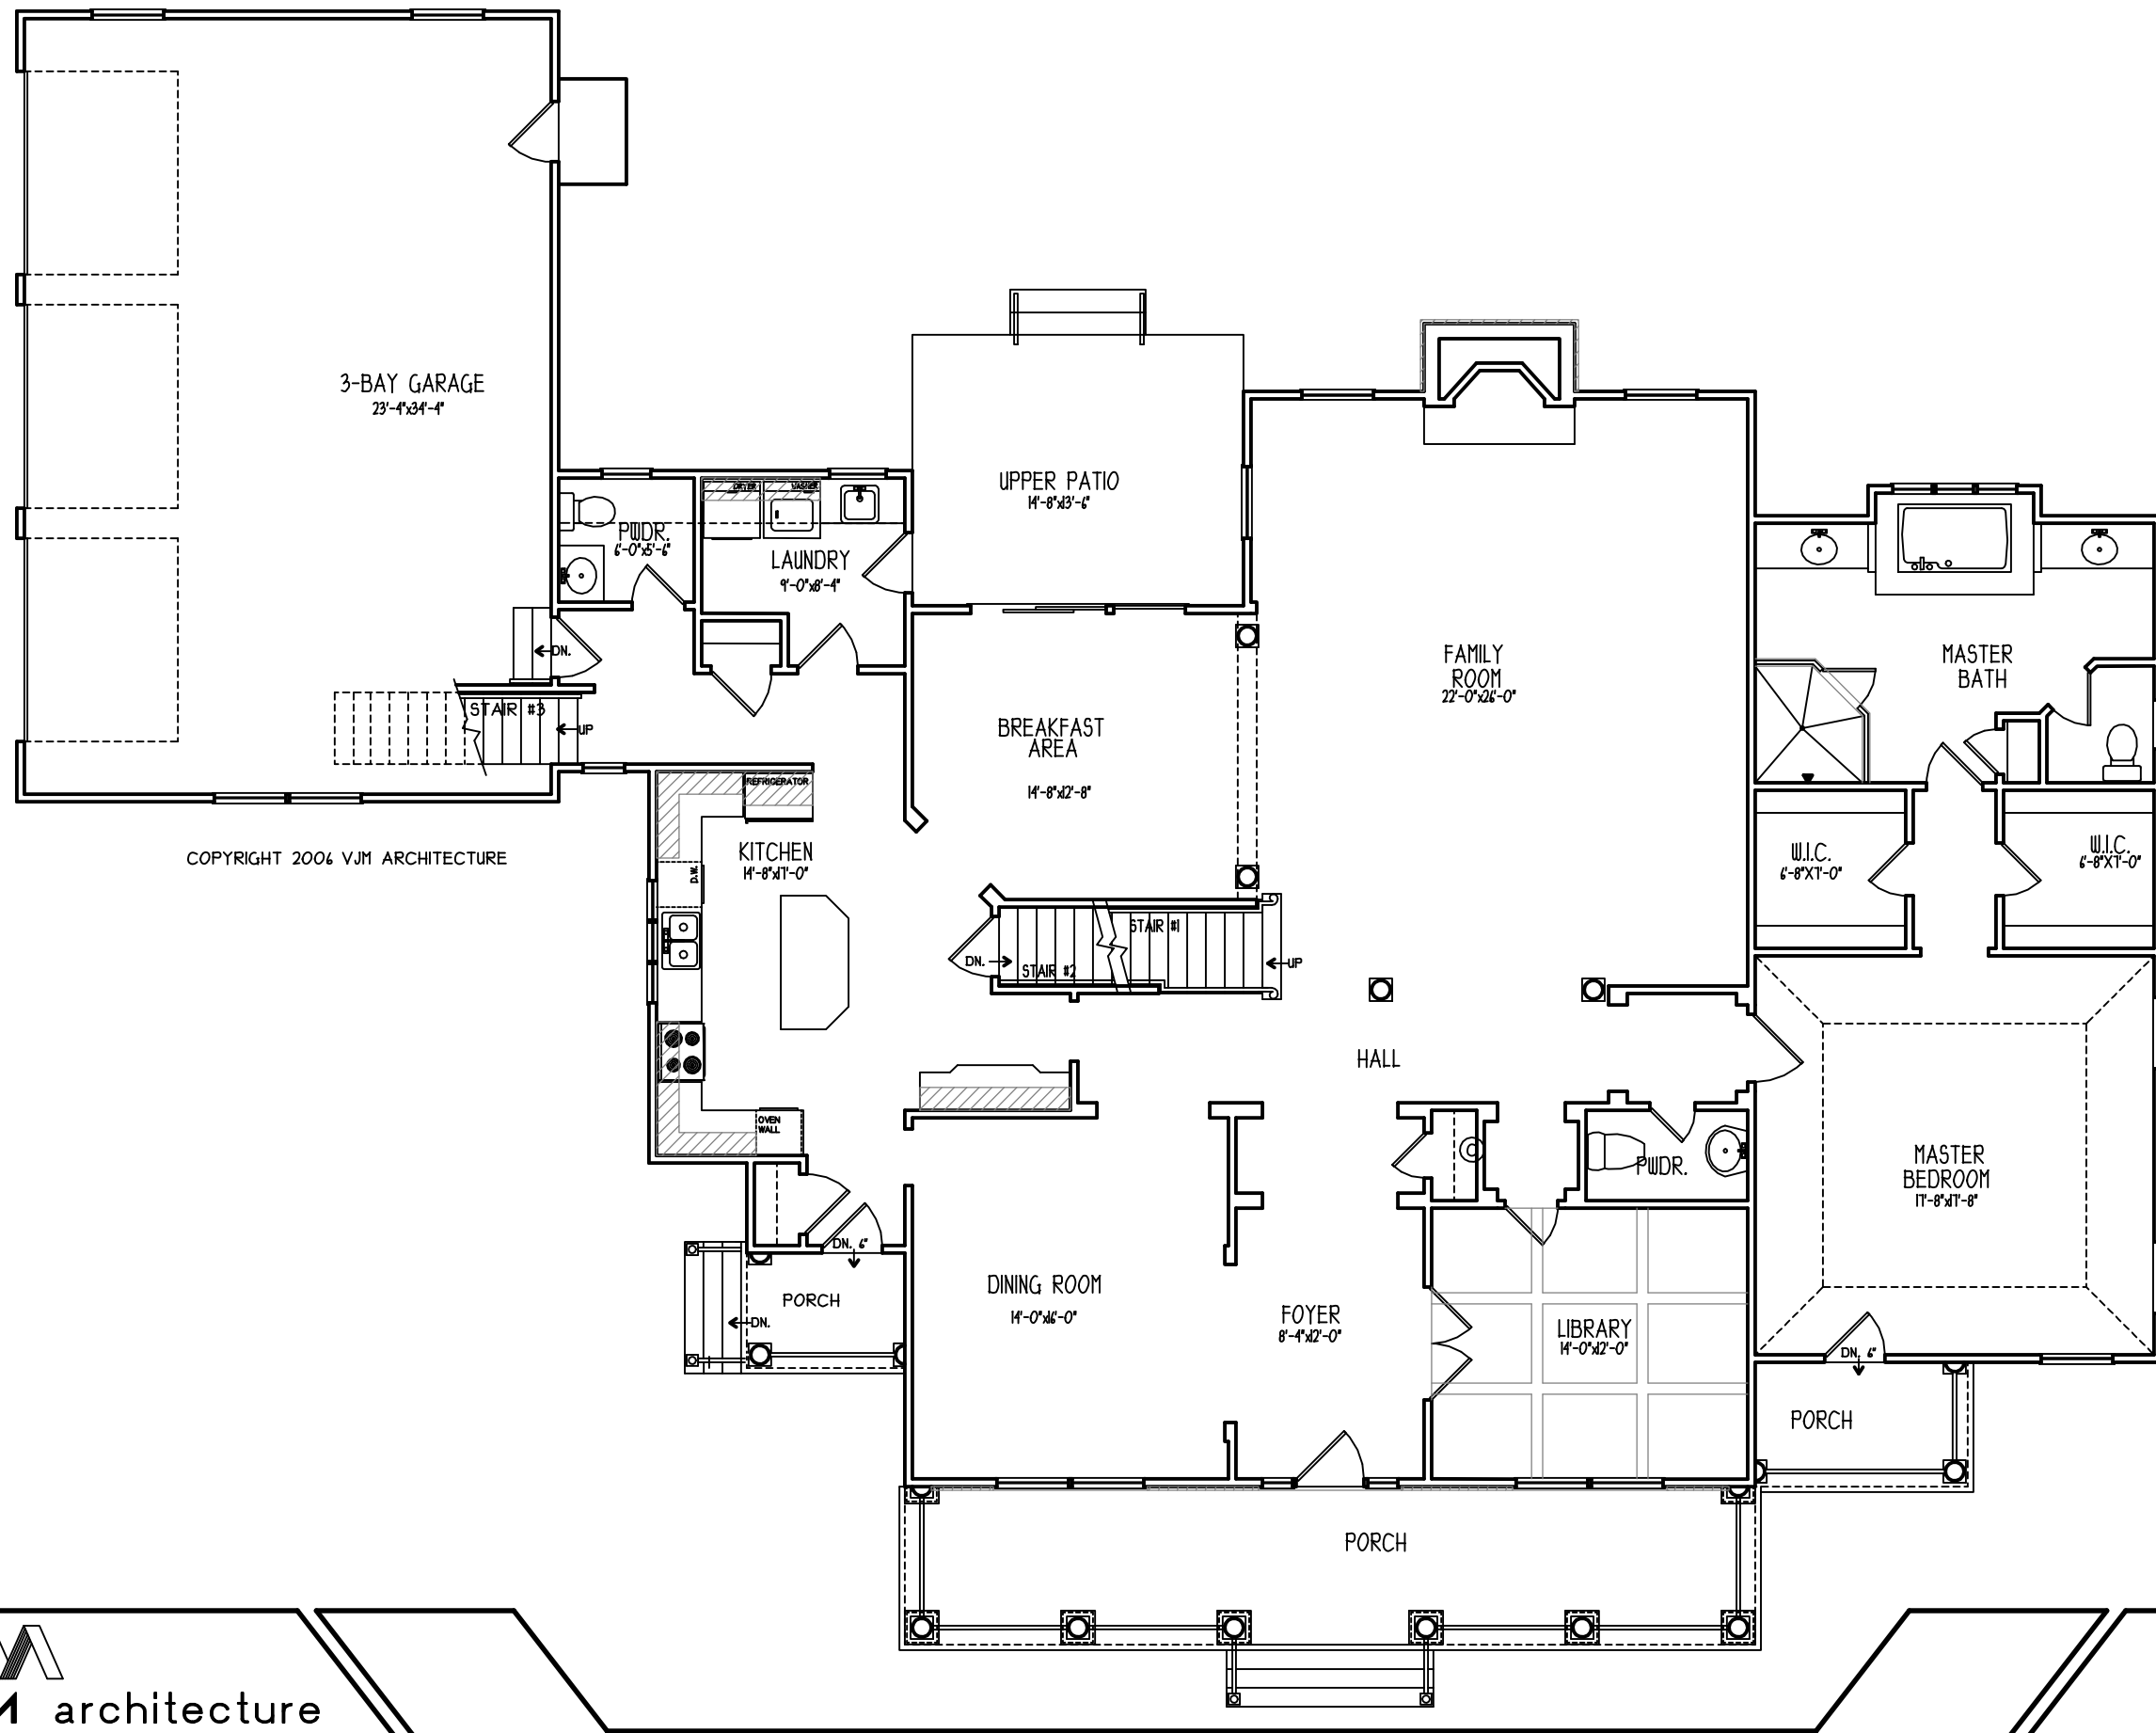 3-BAY GARAGE
23'-4"x34'-4"
UPPER PATIO
14'-8"x13'-6"
PWDR.
6'-0"x5'-6"
DRYER
WASHER
LAUNDRY
9'-0"x8'-4"
FAMILY
ROOM
22'-0"x26'-0"
MASTER
BATH
DN.
STAIR #3
UP
BREAKFAST
AREA
14'-8"x12'-8"
REFRIGERATOR
KITCHEN
14'-8"x17'-0"
D.W.
COPYRIGHT 2006 VJM ARCHITECTURE
W.I.C.
6'-8"X7'-0"
W.I.C.
6'-8"X7'-0"
STAIR #1
DN.
STAIR #2
UP
HALL
OVEN
WALL
PWDR.
MASTER
BEDROOM
17'-8"x17'-8"
DN. 6"
PORCH
DN.
DINING ROOM
14'-0"x16'-0"
FOYER
8'-4"x12'-0"
LIBRARY
14'-0"x12'-0"
DN. 6"
PORCH
PORCH
M architecture